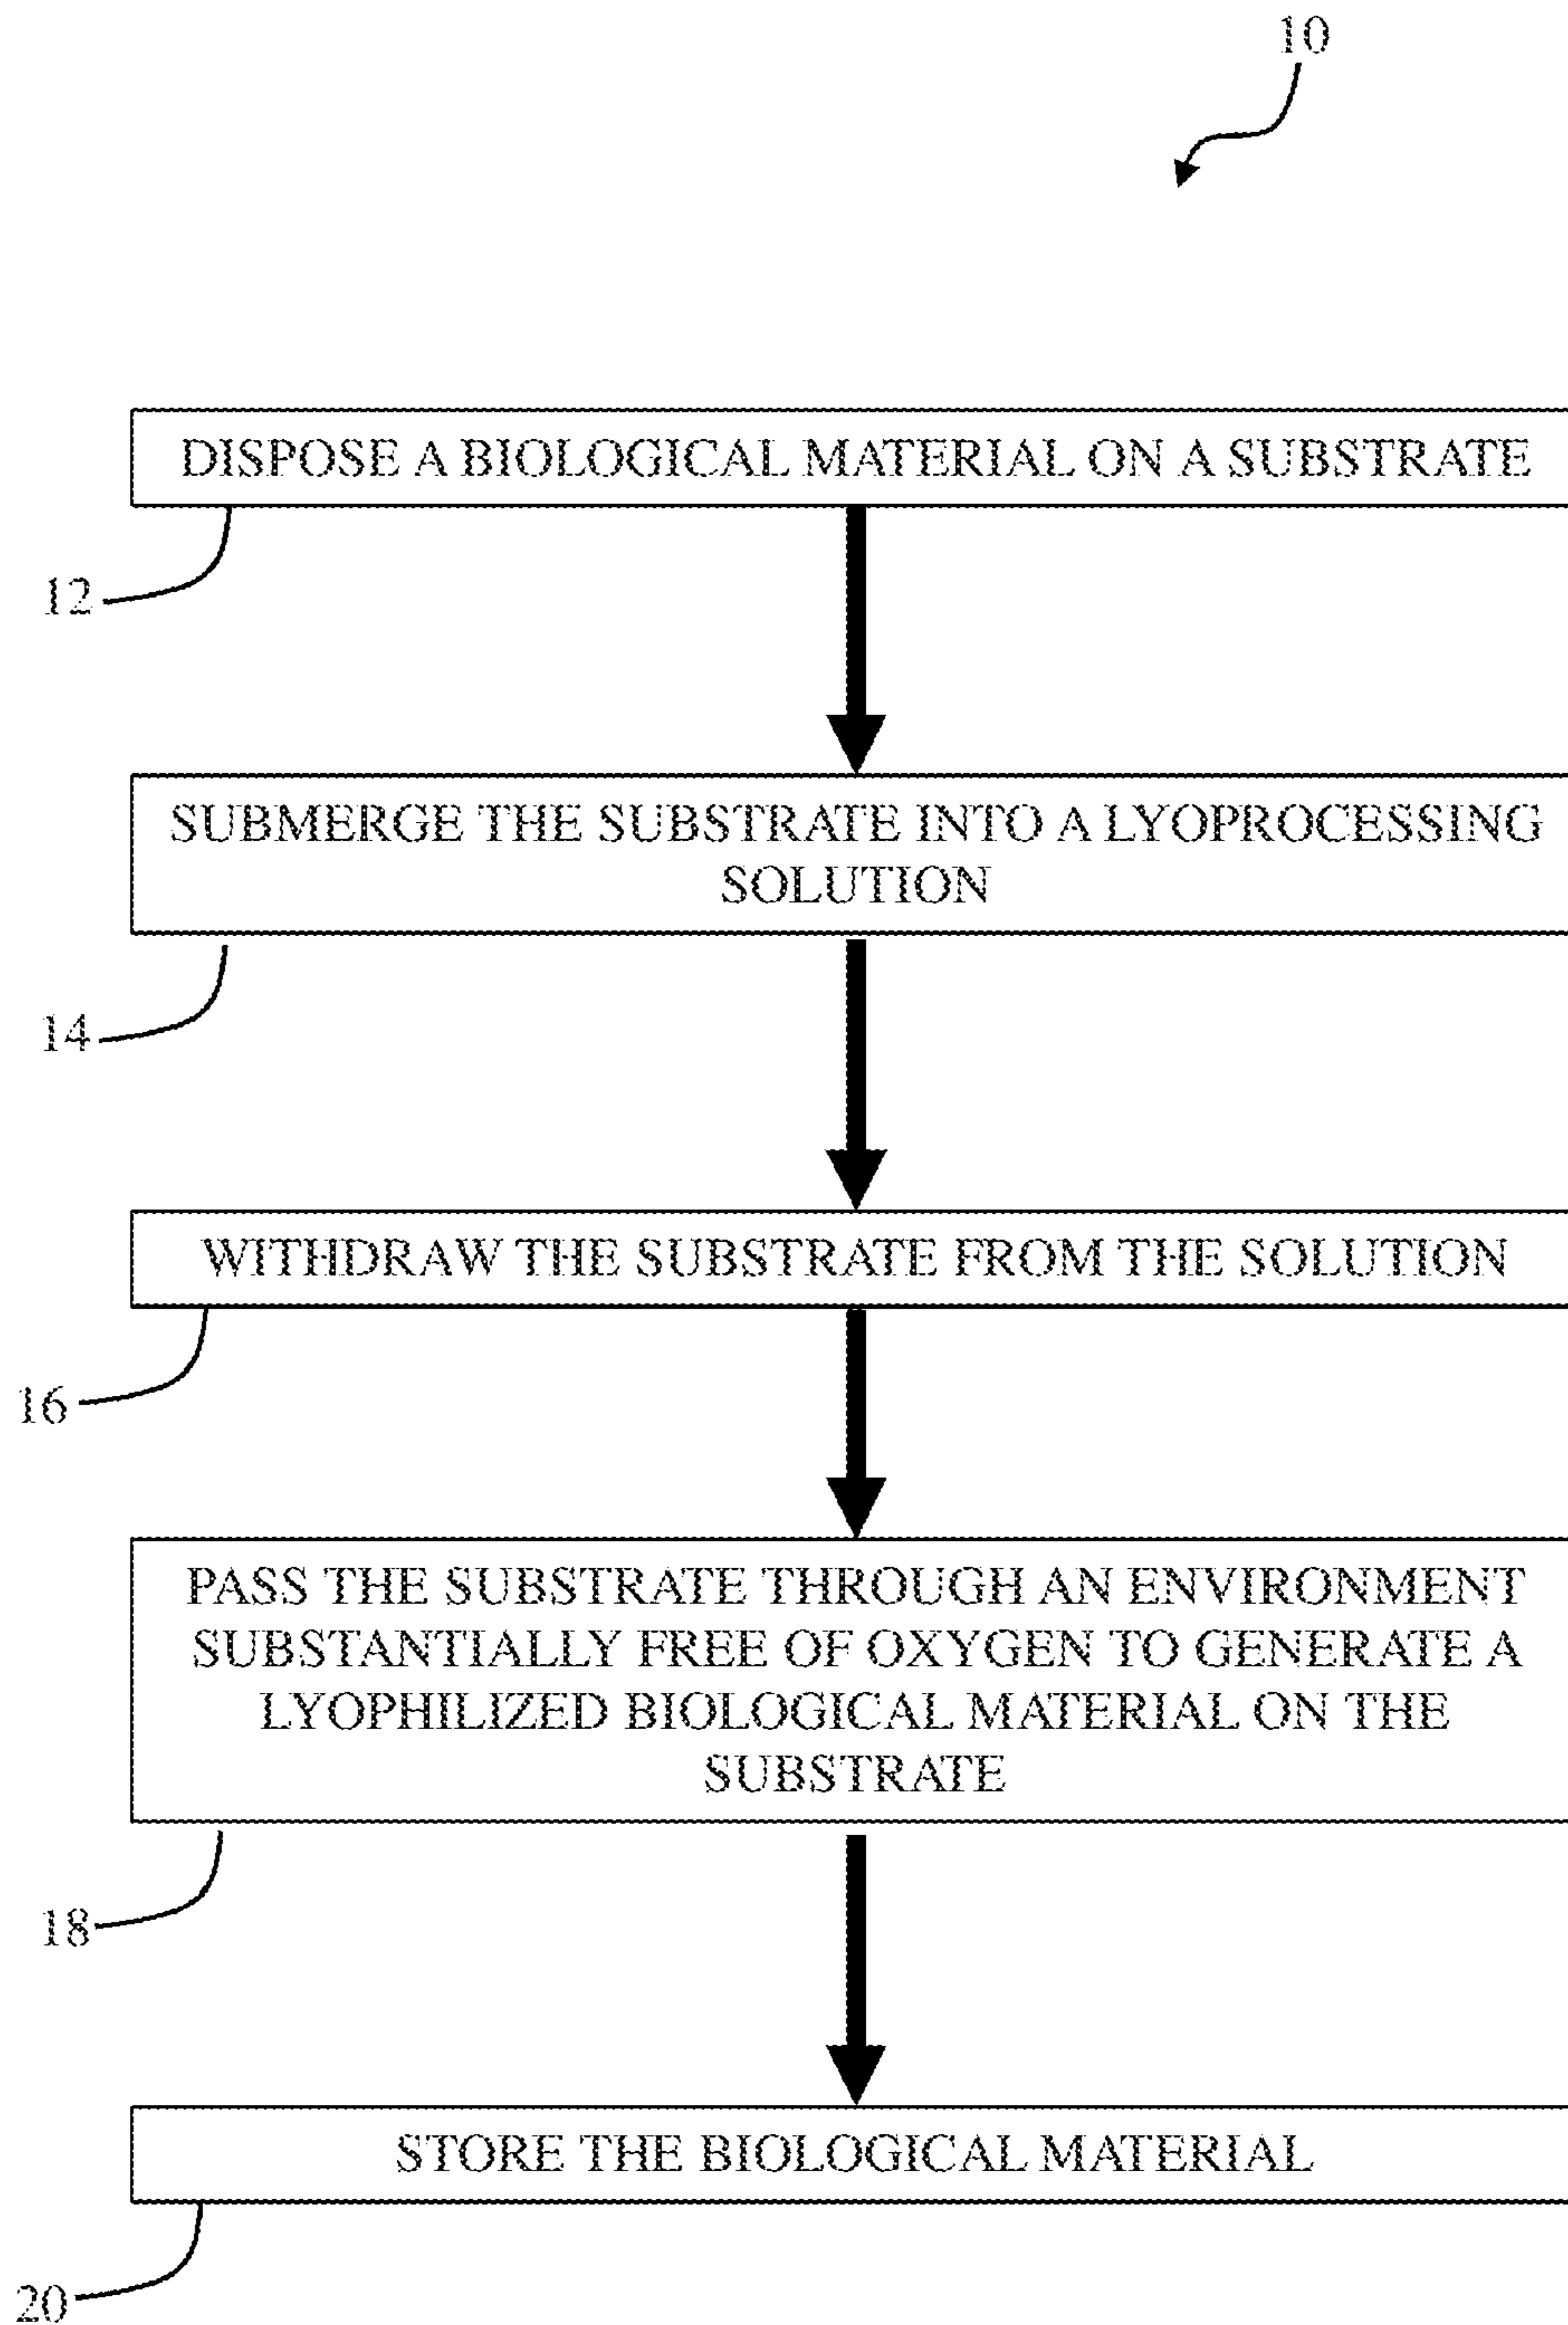 10
DISPOSE A BIOLOGICAL MATERIAL ON A SUBSTRATE
12
SUBMERGE THE SUBSTRATE INTO A LYOPROCESSING
SOLUTION
14
WITHDRAW THE SUBSTRATE FROM THE SOLUTION
16
PASS THE SUBSTRATE THROUGH AN ENVIRONMENT
SUBSTANTIALLY FREE OF OXYGEN TO GENERATE A
LYOPHILIZED BIOLOGICAL MATERIAL ON THE
SUBSTRATE
18
STORE THE BIOLOGICAL MATERIAL
20